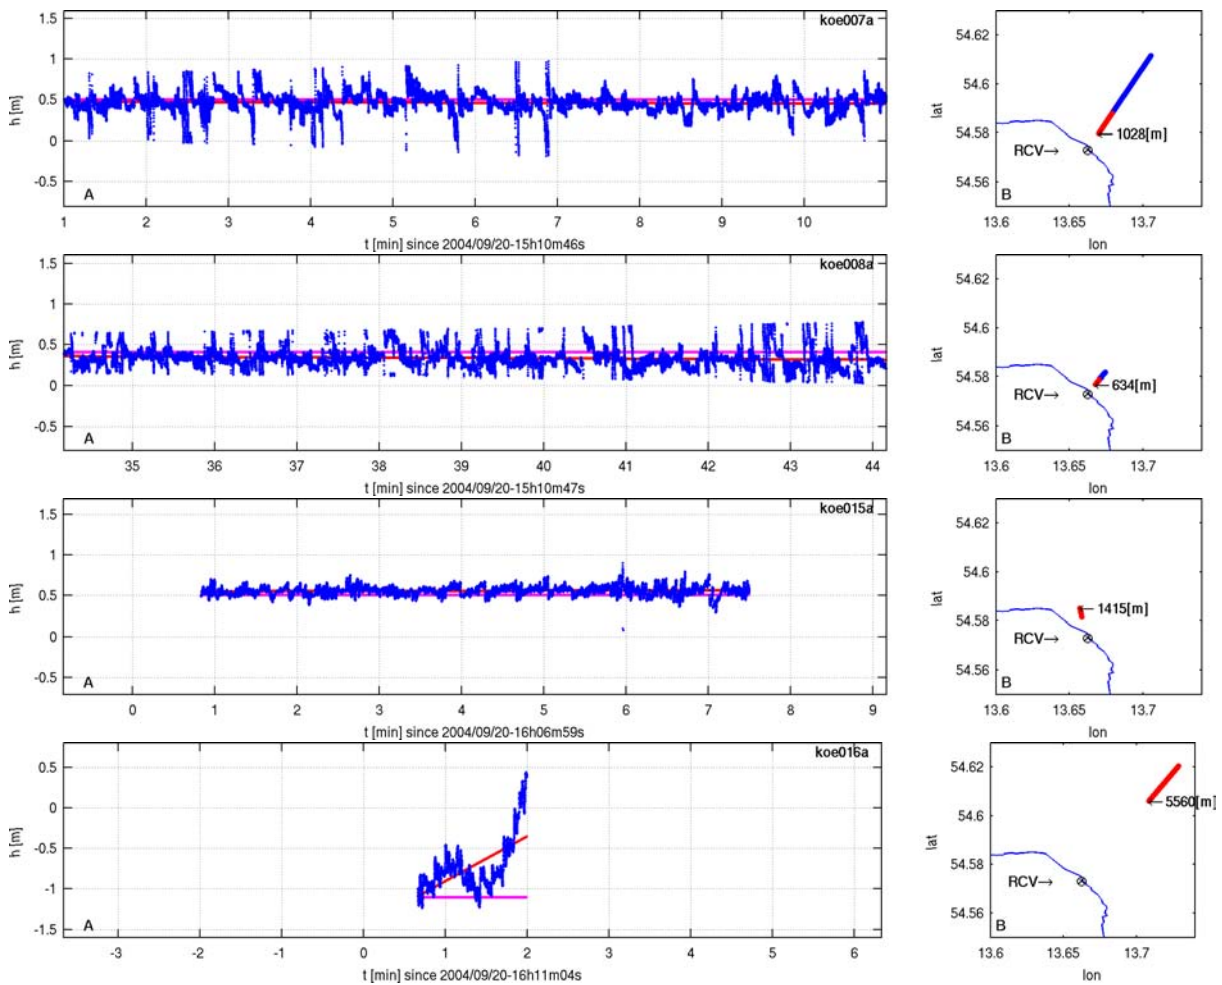 koe007a
1.5
1
0.5
0
-0.5
h [m]
A
1 2 3 4 5 6 7 8 9 10
t [min] since 2004/09/20-15h10m46s
54.62
54.6
54.58
54.56
lat
1028[m]
RCV→
B
13.6 13.65 13.7
lon
koe008a
1.5
1
0.5
0
-0.5
h [m]
A
35 36 37 38 39 40 41 42 43 44
t [min] since 2004/09/20-15h10m47s
54.62
54.6
54.58
54.56
lat
634[m]
RCV→
B
13.6 13.65 13.7
lon
koe015a
1.5
1
0.5
0
-0.5
h [m]
A
0 1 2 3 4 5 6 7 8 9
t [min] since 2004/09/20-16h06m59s
54.62
54.6
54.58
54.56
lat
1415[m]
RCV→
B
13.6 13.65 13.7
lon
koe016a
0.5
0
-0.5
-1
-1.5
h [m]
A
-3 -2 -1 0 1 2 3 4 5 6
t [min] since 2004/09/20-16h11m04s
54.62
54.6
54.58
54.56
lat
5560[m]
RCV→
B
13.6 13.65 13.7
lon